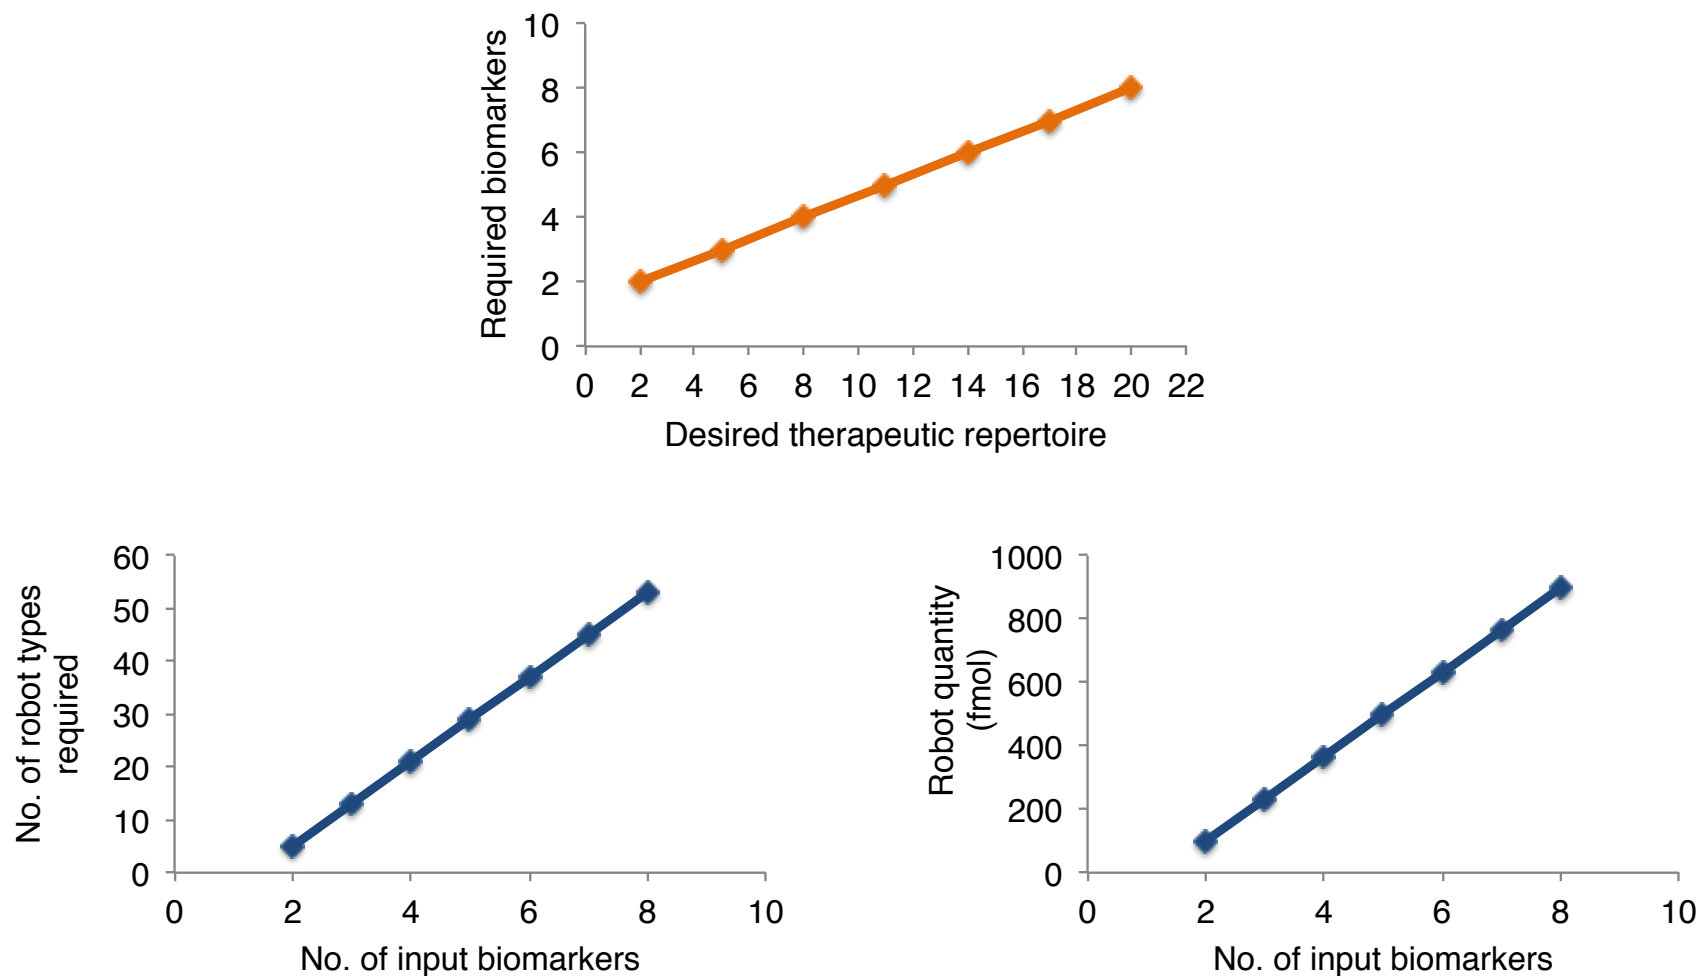 Required biomarkers
10
8
6
4
2
0
0 2 4 6 8 10 12 14 16 18 20 22
Desired therapeutic repertoire
No. of robot types
required
60
50
40
30
20
10
0
0 2 4 6 8 10
No. of input biomarkers
Robot quantity
(fmol)
1000
800
600
400
200
0
0 2 4 6 8 10
No. of input biomarkers